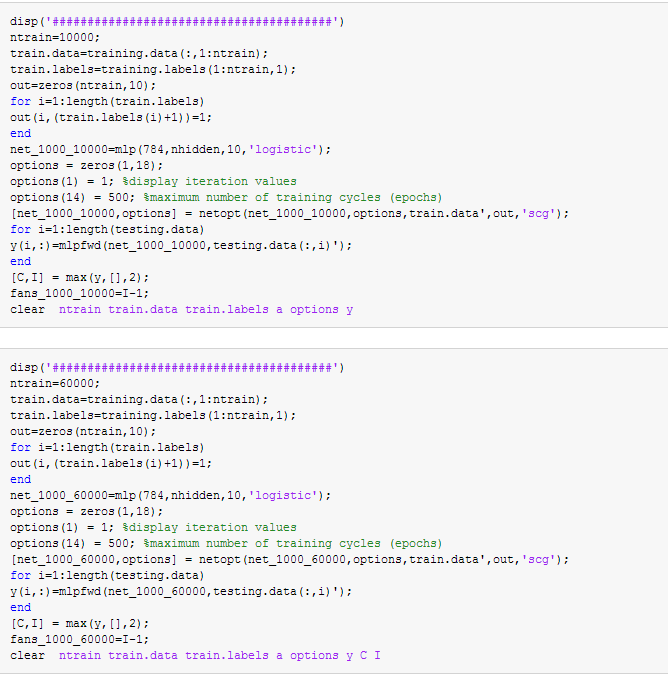 disp('########################################')
ntrain=10000;
train.data=training.data(:,1:ntrain);
train.labels=training.labels(1:ntrain,1);
out=zeros(ntrain,10);
for i=1:length(train.labels)
out(i,(train.labels(i)+1))=1;
end
net_1000_10000=mlp(784,nhidden,10,'logistic');
options = zeros(1,18);
options(1) = 1; %display iteration values
options(14) = 500; %maximum number of training cycles (epochs)
[net_1000_10000,options] = netopt(net_1000_10000,options,train.data',out,'scg');
for i=1:length(testing.data)
y(i,:)=mlpfwd(net_1000_10000,testing.data(:,i)');
end
[C,I] = max(y,[],2);
fans_1000_10000=I-1;
clear  ntrain train.data train.labels a options y
disp('########################################')
ntrain=60000;
train.data=training.data(:,1:ntrain);
train.labels=training.labels(1:ntrain,1);
out=zeros(ntrain,10);
for i=1:length(train.labels)
out(i,(train.labels(i)+1))=1;
end
net_1000_60000=mlp(784,nhidden,10,'logistic');
options = zeros(1,18);
options(1) = 1; %display iteration values
options(14) = 500; %maximum number of training cycles (epochs)
[net_1000_60000,options] = netopt(net_1000_60000,options,train.data',out,'scg');
for i=1:length(testing.data)
y(i,:)=mlpfwd(net_1000_60000,testing.data(:,i)');
end
[C,I] = max(y,[],2);
fans_1000_60000=I-1;
clear  ntrain train.data train.labels a options y C I